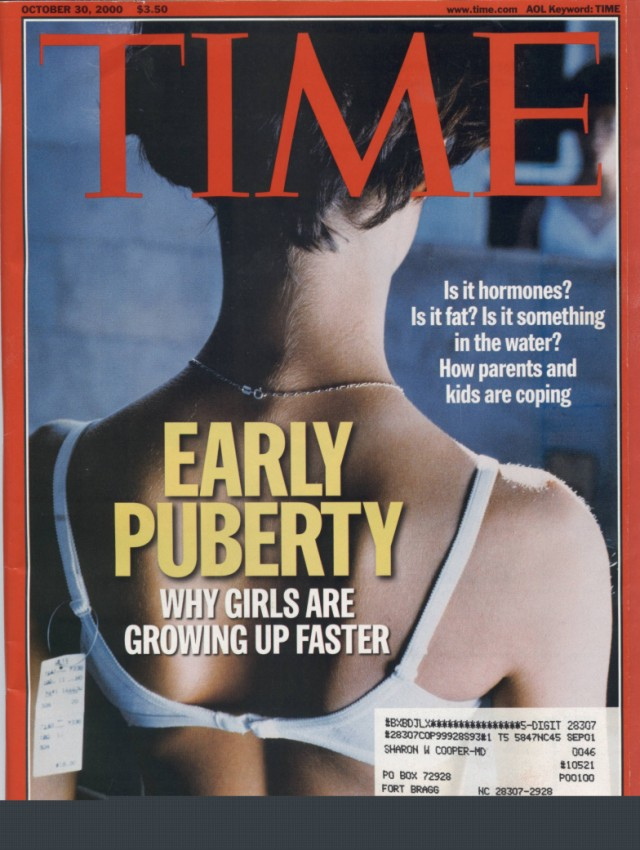 OCTOBER 30, 2000 $3.50 www.time.com AOL Keyword: TIME
TIME
Is it hormones?
Is it fat? Is it something
in the water?
How parents and
kids are coping
EARLY
PUBERTY
WHY GIRLS ARE
GROWING UP FASTER
#BXBDJLX*****************5-DIGIT 28307
#28307COP99928S93#1 T5 5847NC45 SEP01
SHARON W COOPER-MD 0046
#10521
PO BOX 72928 P00100
FORT BRAGG NC 28307-2928